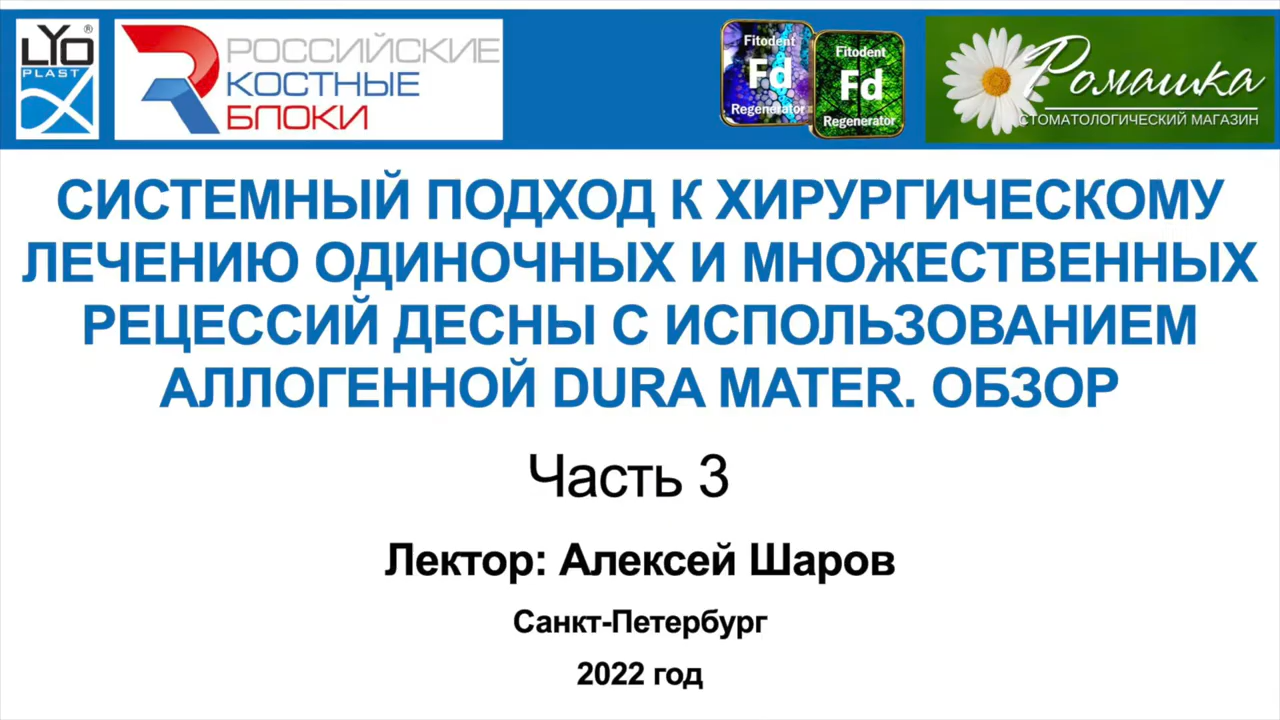 LYO®
PLAST
РОССИЙСКИЕ
КОСТНЫЕ
БЛОКИ
Fitodent
Fd
Regenerator
Fitodent
Fd
Regenerator
Ромашка
СТОМАТОЛОГИЧЕСКИЙ МАГАЗИН
СИСТЕМНЫЙ ПОДХОД К ХИРУРГИЧЕСКОМУ
ЛЕЧЕНИЮ ОДИНОЧНЫХ И МНОЖЕСТВЕННЫХ
РЕЦЕССИЙ ДЕСНЫ С ИСПОЛЬЗОВАНИЕМ
АЛЛОГЕННОЙ DURA MATER. ОБЗОР
Часть 3
Лектор: Алексей Шаров
Санкт-Петербург
2022 год